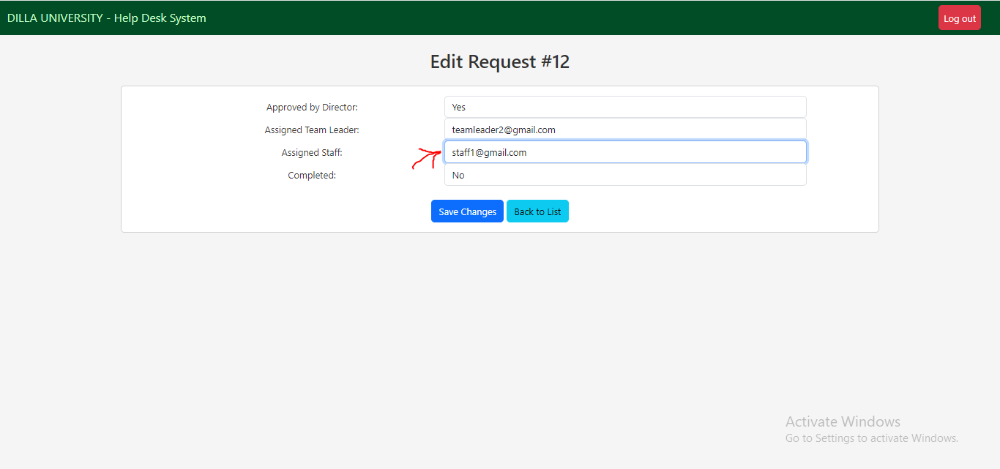 DILLA UNIVERSITY - Help Desk System
Log out
Edit Request #12
Approved by Director: Yes
Assigned Team Leader: teamleader2@gmail.com
Assigned Staff: staff1@gmail.com
Completed: No
Save Changes Back to List
Activate Windows
Go to Settings to activate Windows.